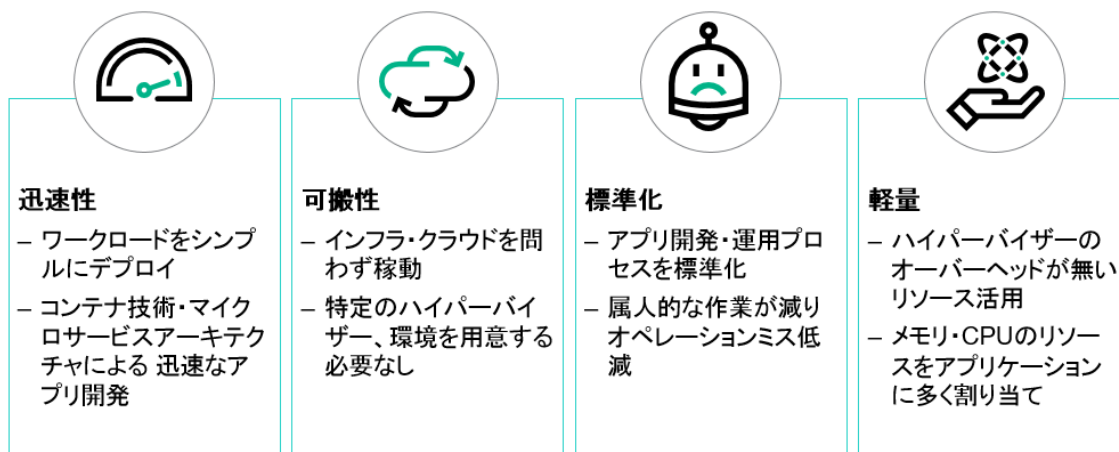 迅速性
– ワークロードをシンプ
ルにデプロイ
– コンテナ技術・マイク
ロサービスアーキテク
チャによる 迅速なア
プリ開発
可搬性
– インフラ・クラウドを問
わず稼動
– 特定のハイパーバイ
ザー、環境を用意する
必要なし
標準化
– アプリ開発・運用プロ
セスを標準化
– 属人的な作業が減り
オペレーションミス低
減
軽量
– ハイパーバイザーの
オーバーヘッドが無い
リソース活用
– メモリ・CPUのリソー
スをアプリケーション
に多く割り当て